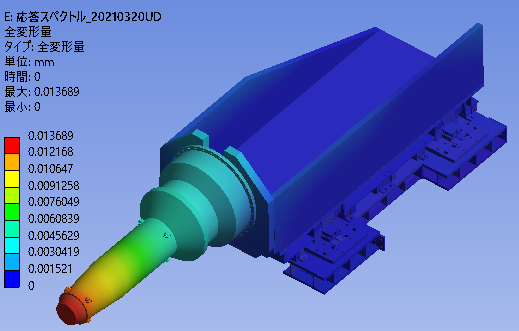 E: 応答スペクトル_20210320UD
全変形量
タイプ: 全変形量
単位: mm
時間: 0
最大: 0.013689
最小: 0
0.013689
0.012168
0.010647
0.0091258
0.0076049
0.0060839
0.0045629
0.0030419
0.001521
0